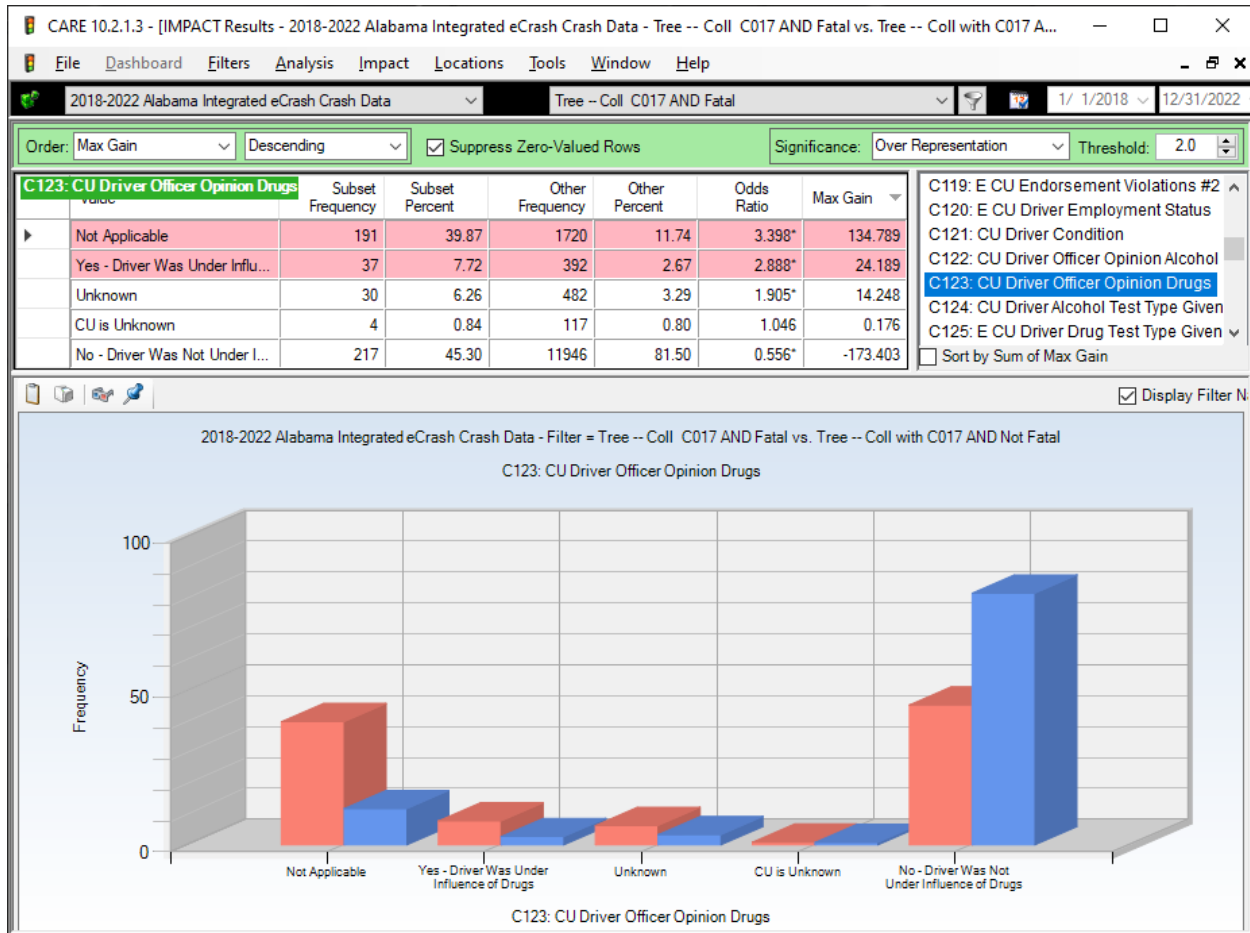 CARE 10.2.1.3 - [IMPACT Results - 2018-2022 Alabama Integrated eCrash Crash Data - Tree -- Coll C017 AND Fatal vs. Tree -- Coll with C017 A...
File Dashboard Filters Analysis Impact Locations Tools Window Help
2018-2022 Alabama Integrated eCrash Crash Data Tree -- Coll C017 AND Fatal 1/ 1/2018 12/31/2022
Order: Max Gain Descending Suppress Zero-Valued Rows Significance: Over Representation Threshold: 2.0
C123: CU Driver Officer Opinion Drugs
Subset Frequency Subset Percent Other Frequency Other Percent Odds Ratio Max Gain
Not Applicable 191 39.87 1720 11.74 3.398* 134.789
Yes - Driver Was Under Influ... 37 7.72 392 2.67 2.888* 24.189
Unknown 30 6.26 482 3.29 1.905* 14.248
CU is Unknown 4 0.84 117 0.80 1.046 0.176
No - Driver Was Not Under I... 217 45.30 11946 81.50 0.556* -173.403
C119: E CU Endorsement Violations #2
C120: E CU Driver Employment Status
C121: CU Driver Condition
C122: CU Driver Officer Opinion Alcohol
C123: CU Driver Officer Opinion Drugs
C124: CU Driver Alcohol Test Type Given
C125: E CU Driver Drug Test Type Given
Sort by Sum of Max Gain
Display Filter N
2018-2022 Alabama Integrated eCrash Crash Data - Filter = Tree -- Coll C017 AND Fatal vs. Tree -- Coll with C017 AND Not Fatal
C123: CU Driver Officer Opinion Drugs
100
50
0
Frequency
Not Applicable
Yes - Driver Was Under
Influence of Drugs
Unknown
CU is Unknown
No - Driver Was Not
Under Influence of Drugs
C123: CU Driver Officer Opinion Drugs